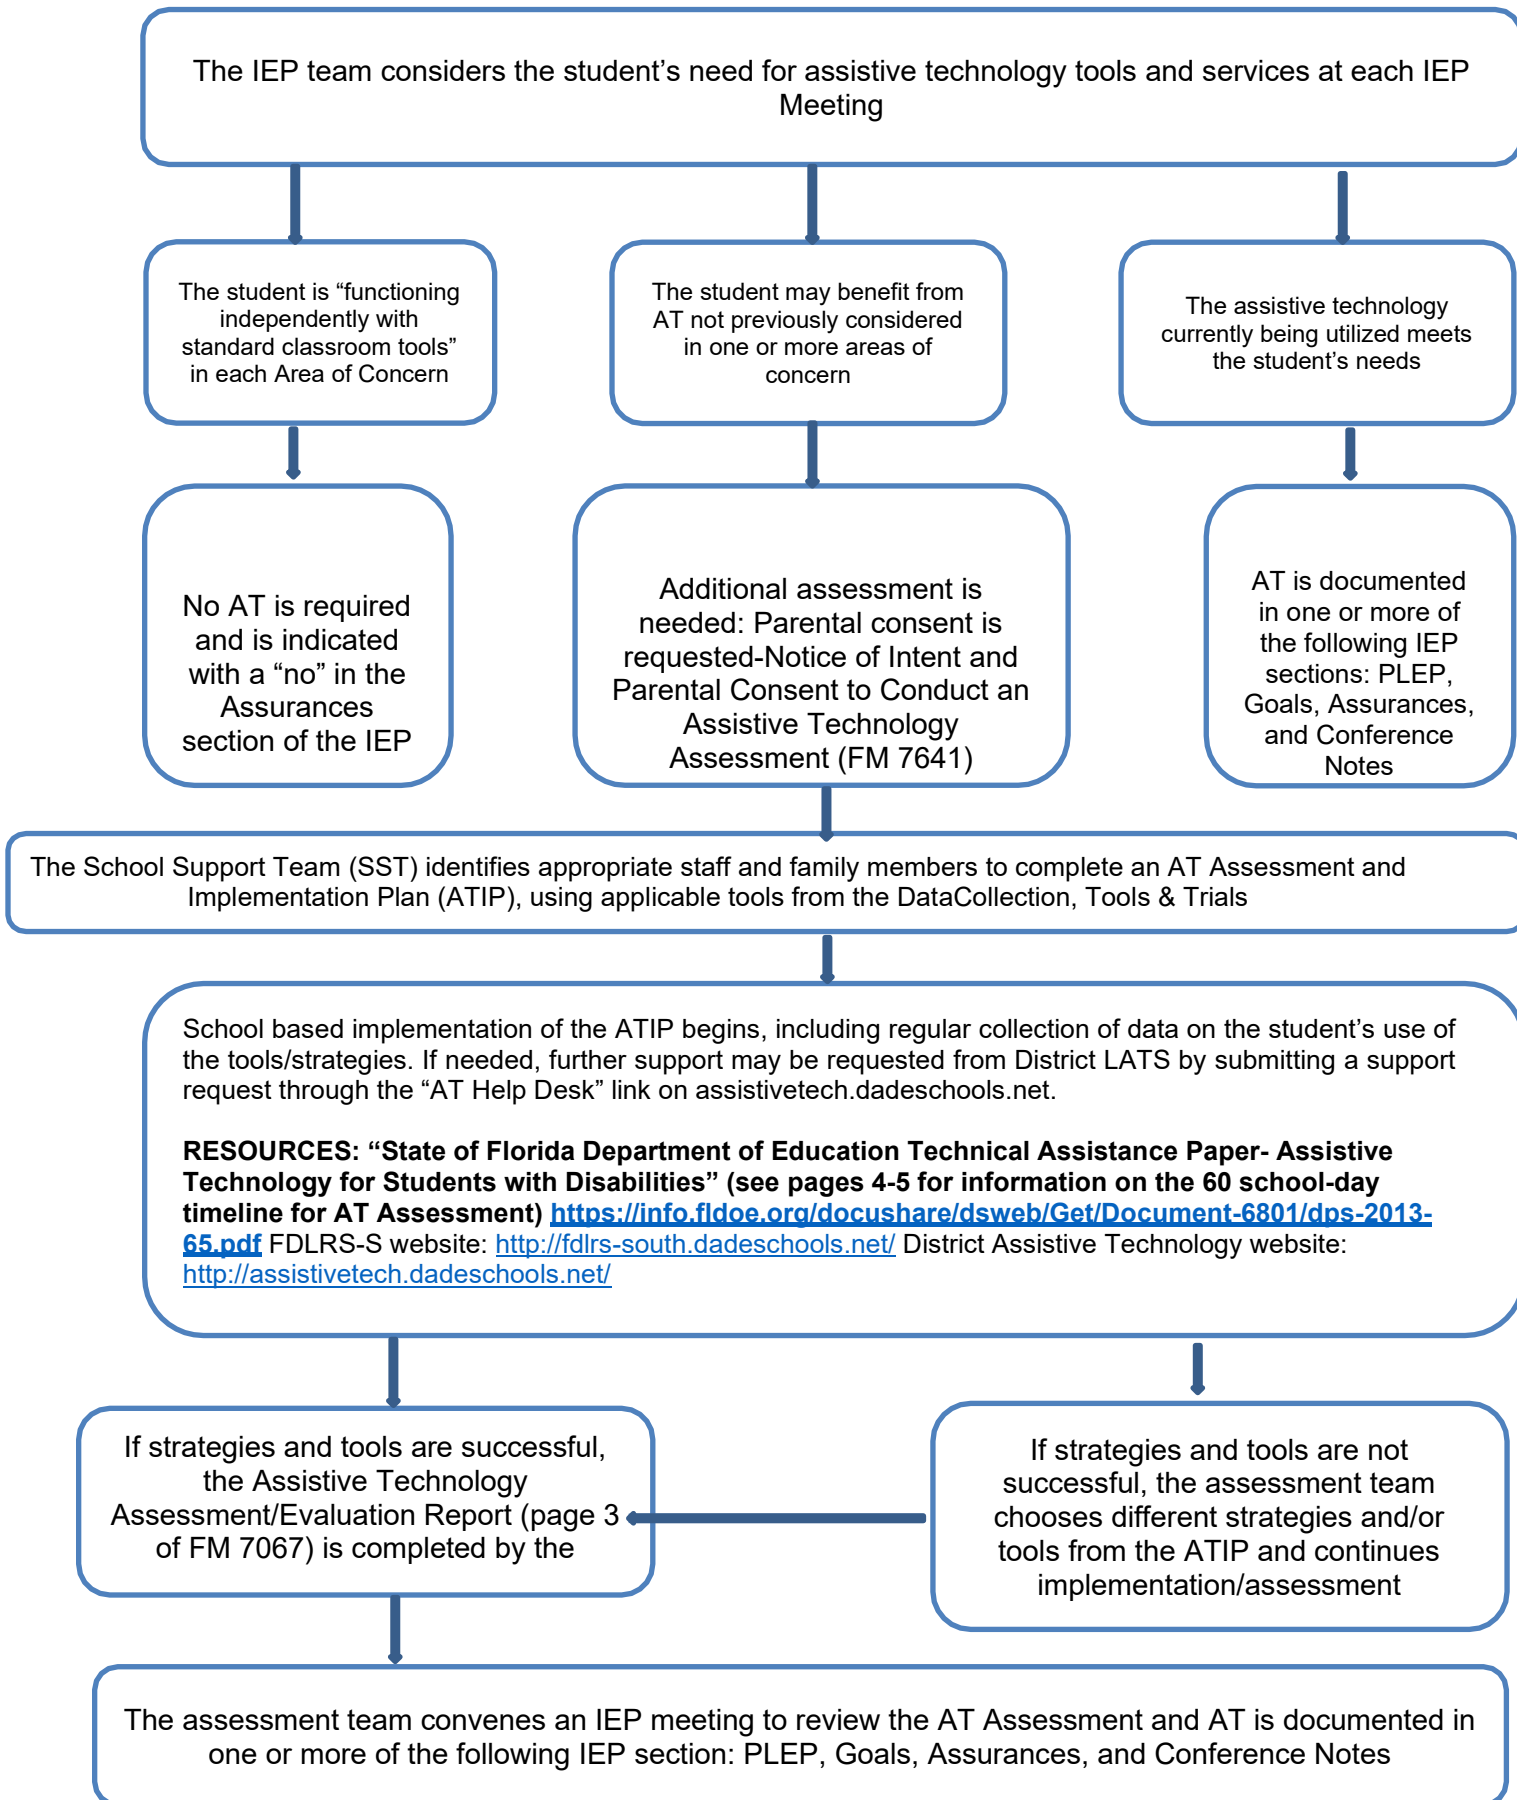 The IEP team considers the student’s need for assistive technology tools and services at each IEP
Meeting
The student is “functioning
independently with
standard classroom tools”
in each Area of Concern
The student may benefit from
AT not previously considered
in one or more areas of
concern
The assistive technology
currently being utilized meets
the student’s needs
No AT is required
and is indicated
with a “no” in the
Assurances
section of the IEP
Additional assessment is
needed: Parental consent is
requested-Notice of Intent and
Parental Consent to Conduct an
Assistive Technology
Assessment (FM 7641)
AT is documented
in one or more of
the following IEP
sections: PLEP,
Goals, Assurances,
and Conference
Notes
The School Support Team (SST) identifies appropriate staff and family members to complete an AT Assessment and
Implementation Plan (ATIP), using applicable tools from the DataCollection, Tools & Trials
School based implementation of the ATIP begins, including regular collection of data on the student’s use of
the tools/strategies. If needed, further support may be requested from District LATS by submitting a support
request through the “AT Help Desk” link on assistivetech.dadeschools.net.
RESOURCES: “State of Florida Department of Education Technical Assistance Paper- Assistive
Technology for Students with Disabilities” (see pages 4-5 for information on the 60 school-day
timeline for AT Assessment) https://info.fldoe.org/docushare/dsweb/Get/Document-6801/dps-2013-
65.pdf FDLRS-S website: http://fdlrs-south.dadeschools.net/ District Assistive Technology website:
http://assistivetech.dadeschools.net/
If strategies and tools are successful,
the Assistive Technology
Assessment/Evaluation Report (page 3
of FM 7067) is completed by the
If strategies and tools are not
successful, the assessment team
chooses different strategies and/or
tools from the ATIP and continues
implementation/assessment
The assessment team convenes an IEP meeting to review the AT Assessment and AT is documented in
one or more of the following IEP section: PLEP, Goals, Assurances, and Conference Notes